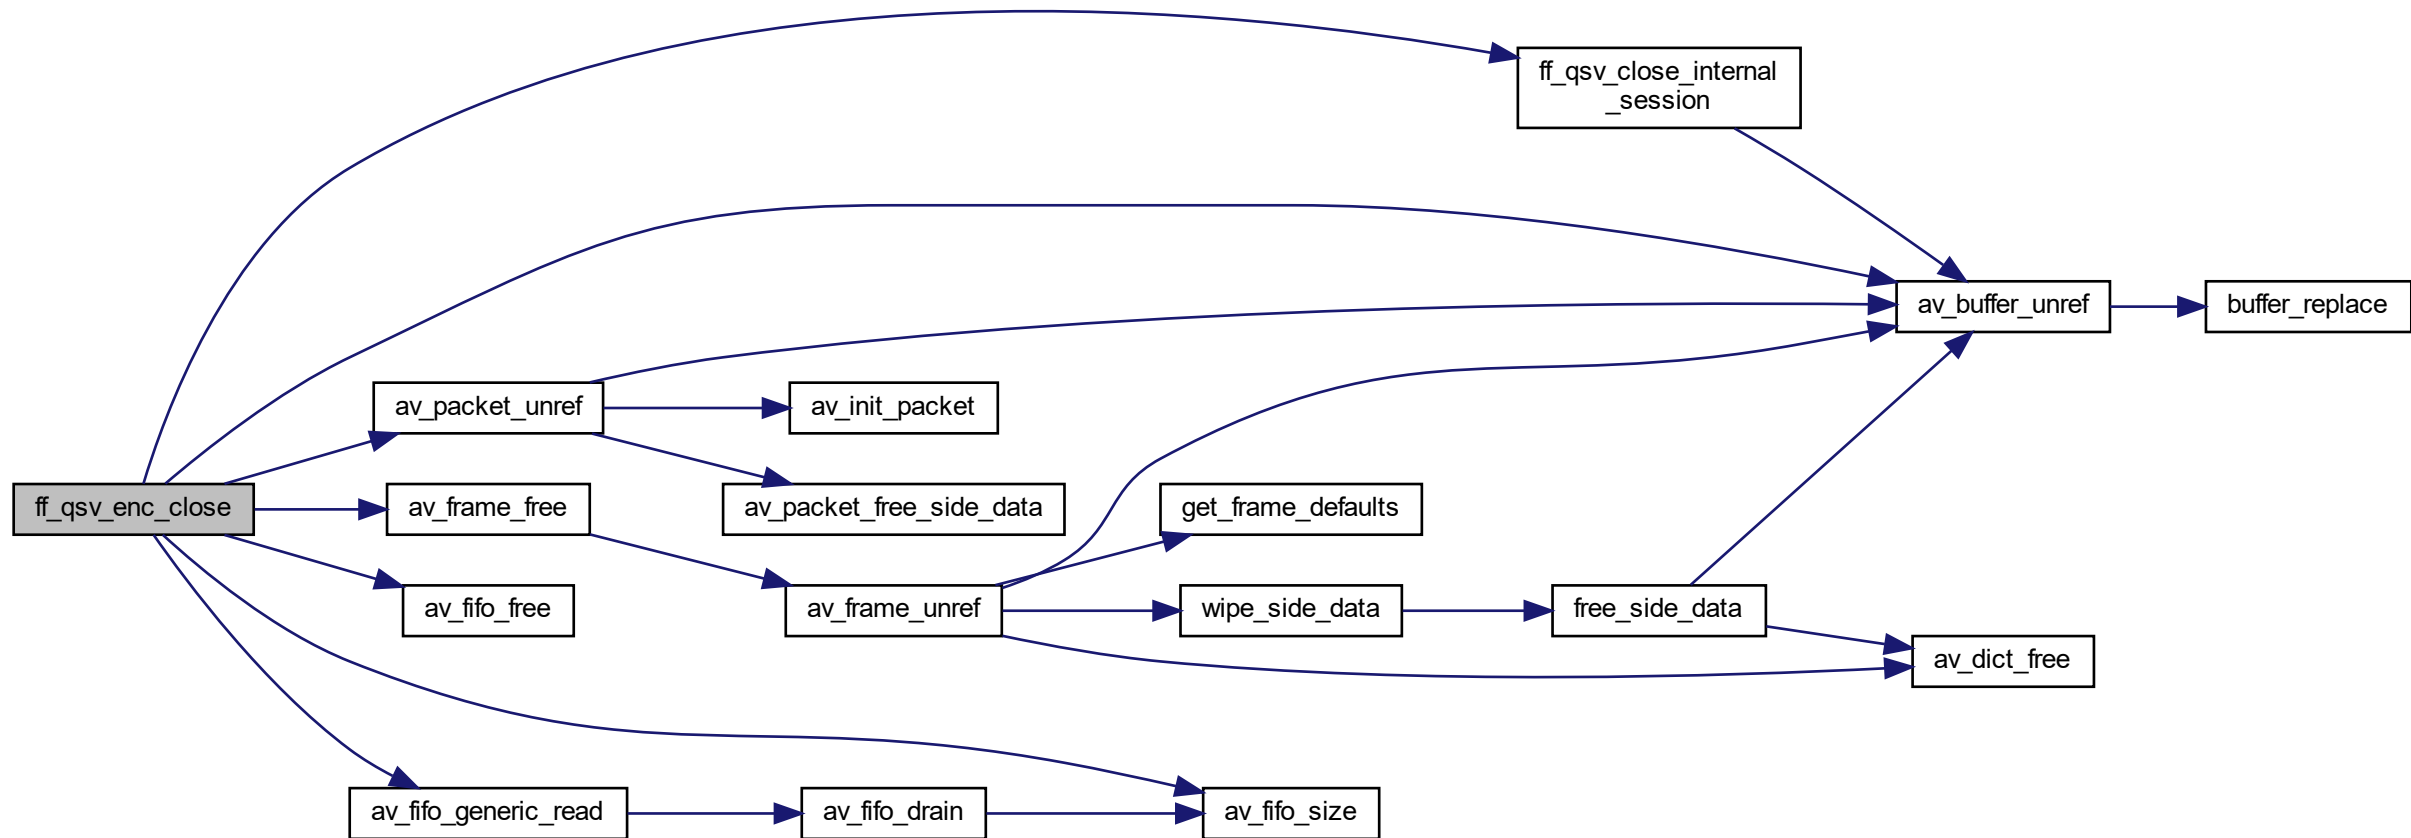 ff_qsv_close_internal
_session
av_buffer_unref
buffer_replace
av_packet_unref
av_init_packet
ff_qsv_enc_close
av_frame_free
av_packet_free_side_data
get_frame_defaults
av_fifo_free
av_frame_unref
wipe_side_data
free_side_data
av_dict_free
av_fifo_generic_read
av_fifo_drain
av_fifo_size